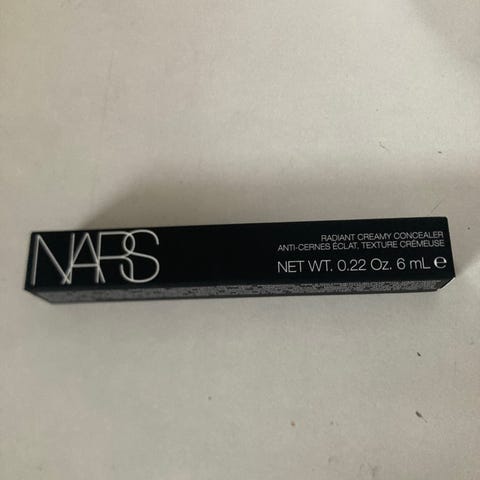 NARS
RADIANT CREAMY CONCEALER
ANTI-CERNES ÉCLAT, TEXTURE CRÉMEUSE
NET WT. 0.22 Oz. 6 mL ℮